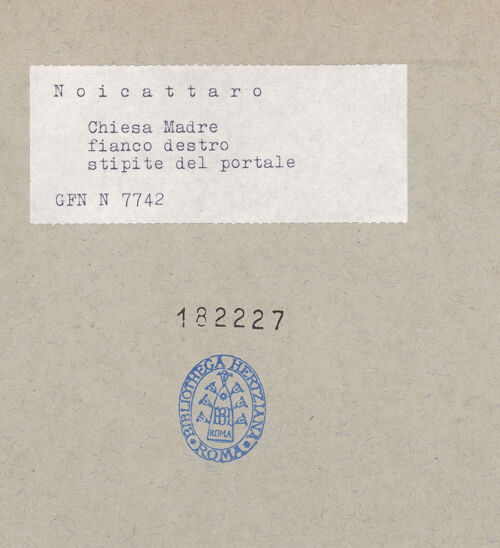 N o i c a t t a r o
Chiesa Madre
fianco destro
stipite del portale
GFN N 7742
182227
BIBLIOTHECA HERTZIANA
ROMA
ROMA